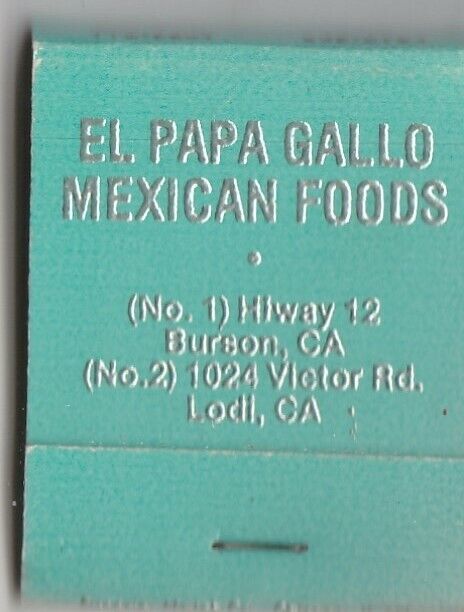 EL PAPA GALLO
MEXICAN FOODS
(No. 1) Hiway 12
Burson, CA
(No.2) 1024 Victor Rd.
Lodi, CA